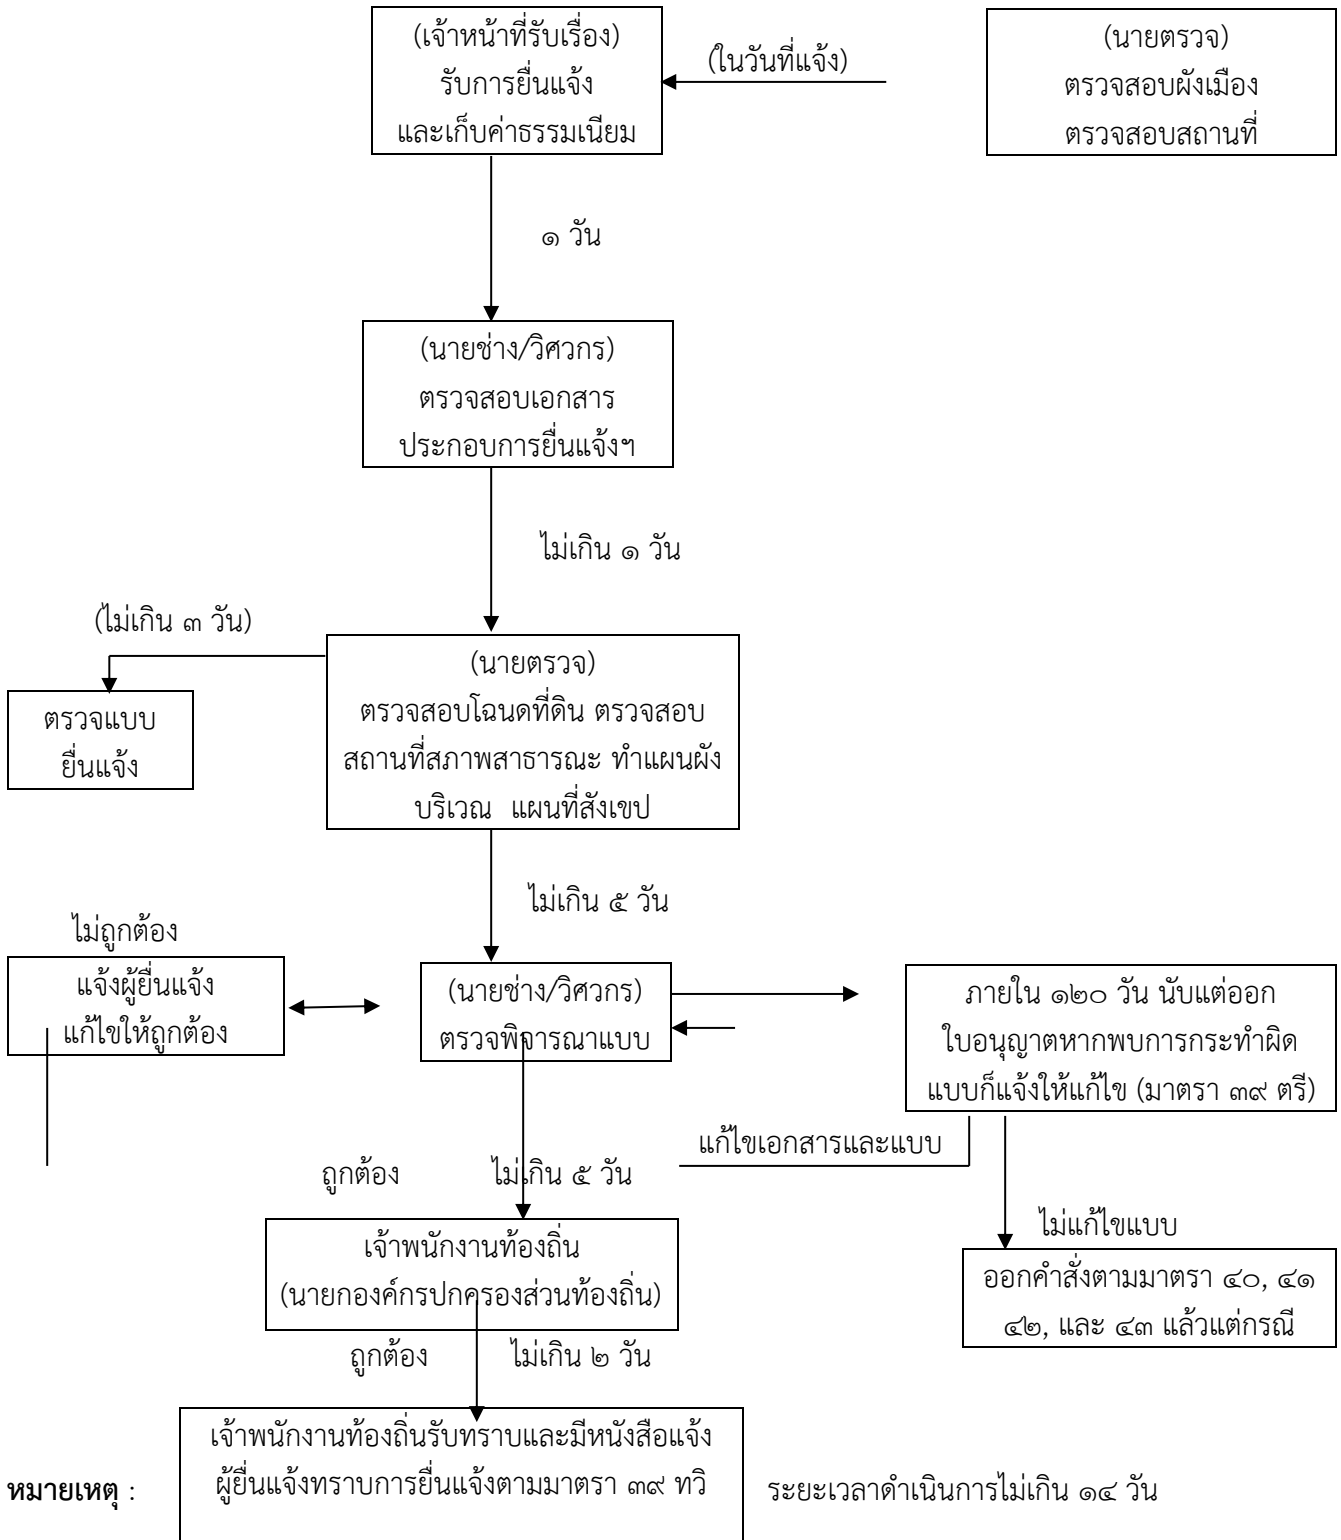 (เจ้าหน้าที่รับเรื่อง)
รับการยื่นแจ้ง
และเก็บค่าธรรมเนียม
(ในวันที่แจ้ง)
(นายตรวจ)
ตรวจสอบผังเมือง
ตรวจสอบสถานที่
๑ วัน
(นายช่าง/วิศวกร)
ตรวจสอบเอกสาร
ประกอบการยื่นแจ้งฯ
ไม่เกิน ๑ วัน
(ไม่เกิน ๓ วัน)
ตรวจแบบ
ยื่นแจ้ง
(นายตรวจ)
ตรวจสอบโฉนดที่ดิน ตรวจสอบ
สถานที่สภาพสาธารณะ ทำแผนผัง
บริเวณ แผนที่สังเขป
ไม่เกิน ๕ วัน
ไม่ถูกต้อง
แจ้งผู้ยื่นแจ้ง
แก้ไขให้ถูกต้อง
(นายช่าง/วิศวกร)
ตรวจพิจารณาแบบ
ภายใน ๑๒๐ วัน นับแต่ออก
ใบอนุญาตหากพบการกระทำผิด
แบบก็แจ้งให้แก้ไข (มาตรา ๓๙ ตรี)
แก้ไขเอกสารและแบบ
ถูกต้อง ไม่เกิน ๕ วัน
ไม่แก้ไขแบบ
เจ้าพนักงานท้องถิ่น
(นายกองค์กรปกครองส่วนท้องถิ่น)
ออกคำสั่งตามมาตรา ๔๐, ๔๑
๔๒, และ ๔๓ แล้วแต่กรณี
ถูกต้อง ไม่เกิน ๒ วัน
เจ้าพนักงานท้องถิ่นรับทราบและมีหนังสือแจ้ง
ผู้ยื่นแจ้งทราบการยื่นแจ้งตามมาตรา ๓๙ ทวิ
หมายเหตุ : ระยะเวลาดำเนินการไม่เกิน ๑๔ วัน